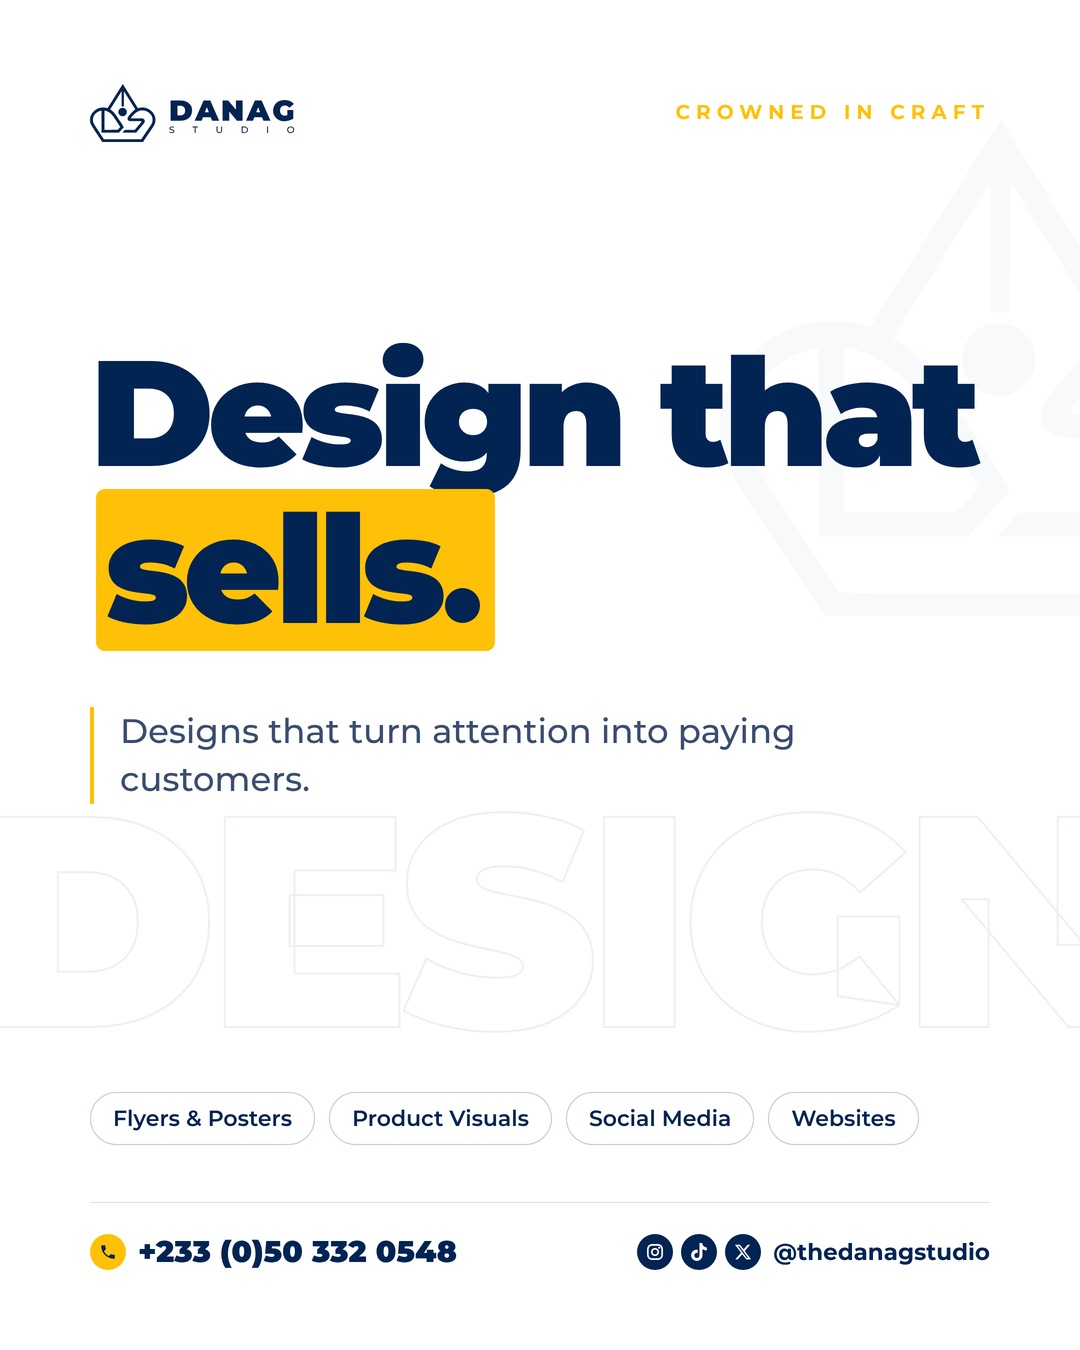 DANAG
STUDIO
CROWNED IN CRAFT
Design that
sells.
Designs that turn attention into paying
customers.
DESIGN
Flyers & Posters
Product Visuals
Social Media
Websites
+233 (0)50 332 0548
@thedanagstudio